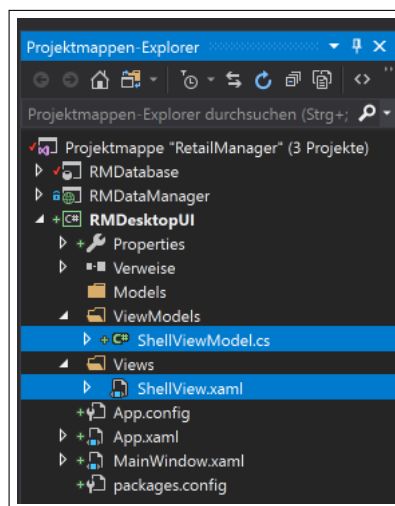 Projektmappen-Explorer
Projektmappen-Explorer durchsuchen (Strg+;
Projektmappe "RetailManager" (3 Projekte)
RMDatabase
RMDataManager
C# RMDesktopUI
Properties
Verweise
Models
ViewModels
C# ShellViewModel.cs
Views
ShellView.xaml
App.config
App.xaml
MainWindow.xaml
packages.config